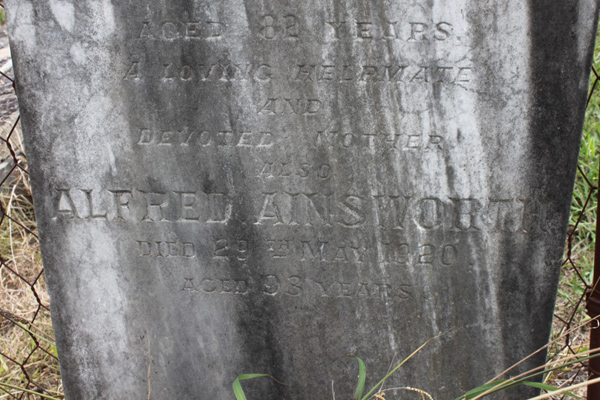 AGED 82 YEARS.
A LOVING HELPMATE
AND
DEVOTED MOTHER.
ALSO
ALFRED AINSWORTH
DIED 29TH MAY 1920
AGED 93 YEARS